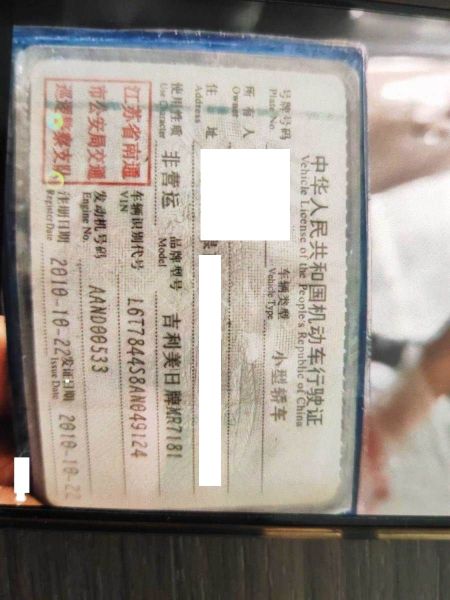 中华人民共和国机动车行驶证
Vehicle License of the People's Republic of China
号牌号码
Plate No.
车辆类型 小型轿车
Vehicle Type
所有人
Owner
住址
Address
使用性质 非营运
Use Character
品牌型号 吉利美日牌MR7181
Model
江苏省南通
市公安局交通
巡逻警察支队
车辆识别代号 L6T7844S8AN049124
VIN
发动机号码 AAN000533
Engine No.
注册日期 2010-10-22 发证日期 2010-10-22
Register Date Issue Date